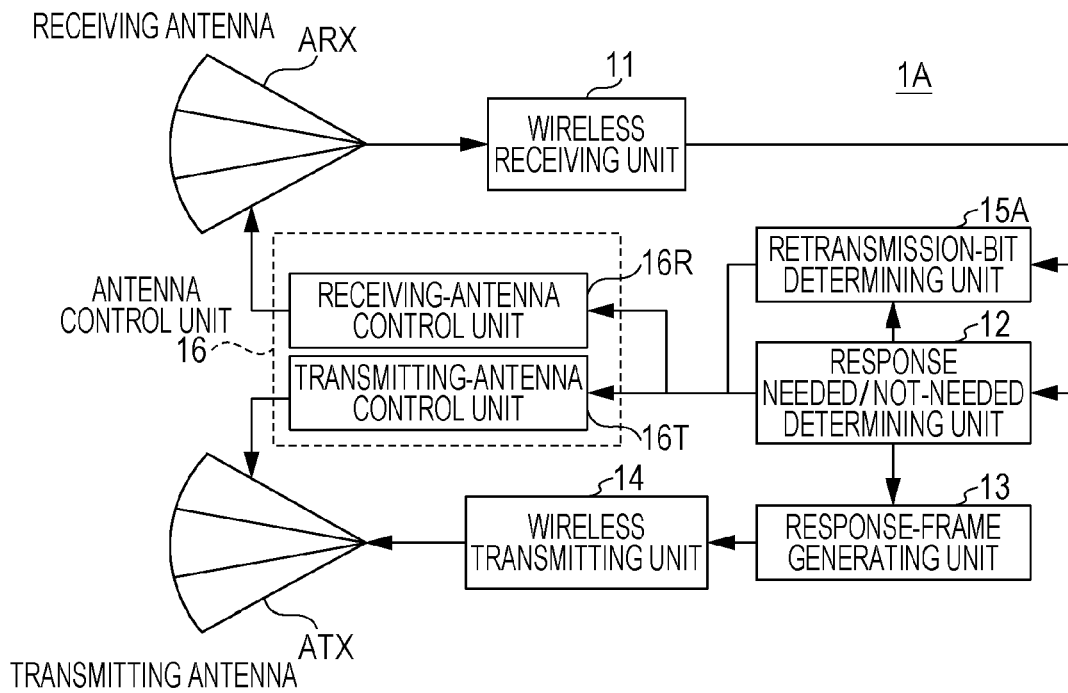 RECEIVING ANTENNA
ARX
11
1A
WIRELESS
RECEIVING UNIT
15A
RETRANSMISSION-BIT
DETERMINING UNIT
ANTENNA
CONTROL UNIT
16
16R
RECEIVING-ANTENNA
CONTROL UNIT
TRANSMITTING-ANTENNA
CONTROL UNIT
16T
12
RESPONSE
NEEDED/NOT-NEEDED
DETERMINING UNIT
14
WIRELESS
TRANSMITTING UNIT
13
RESPONSE-FRAME
GENERATING UNIT
ATX
TRANSMITTING ANTENNA